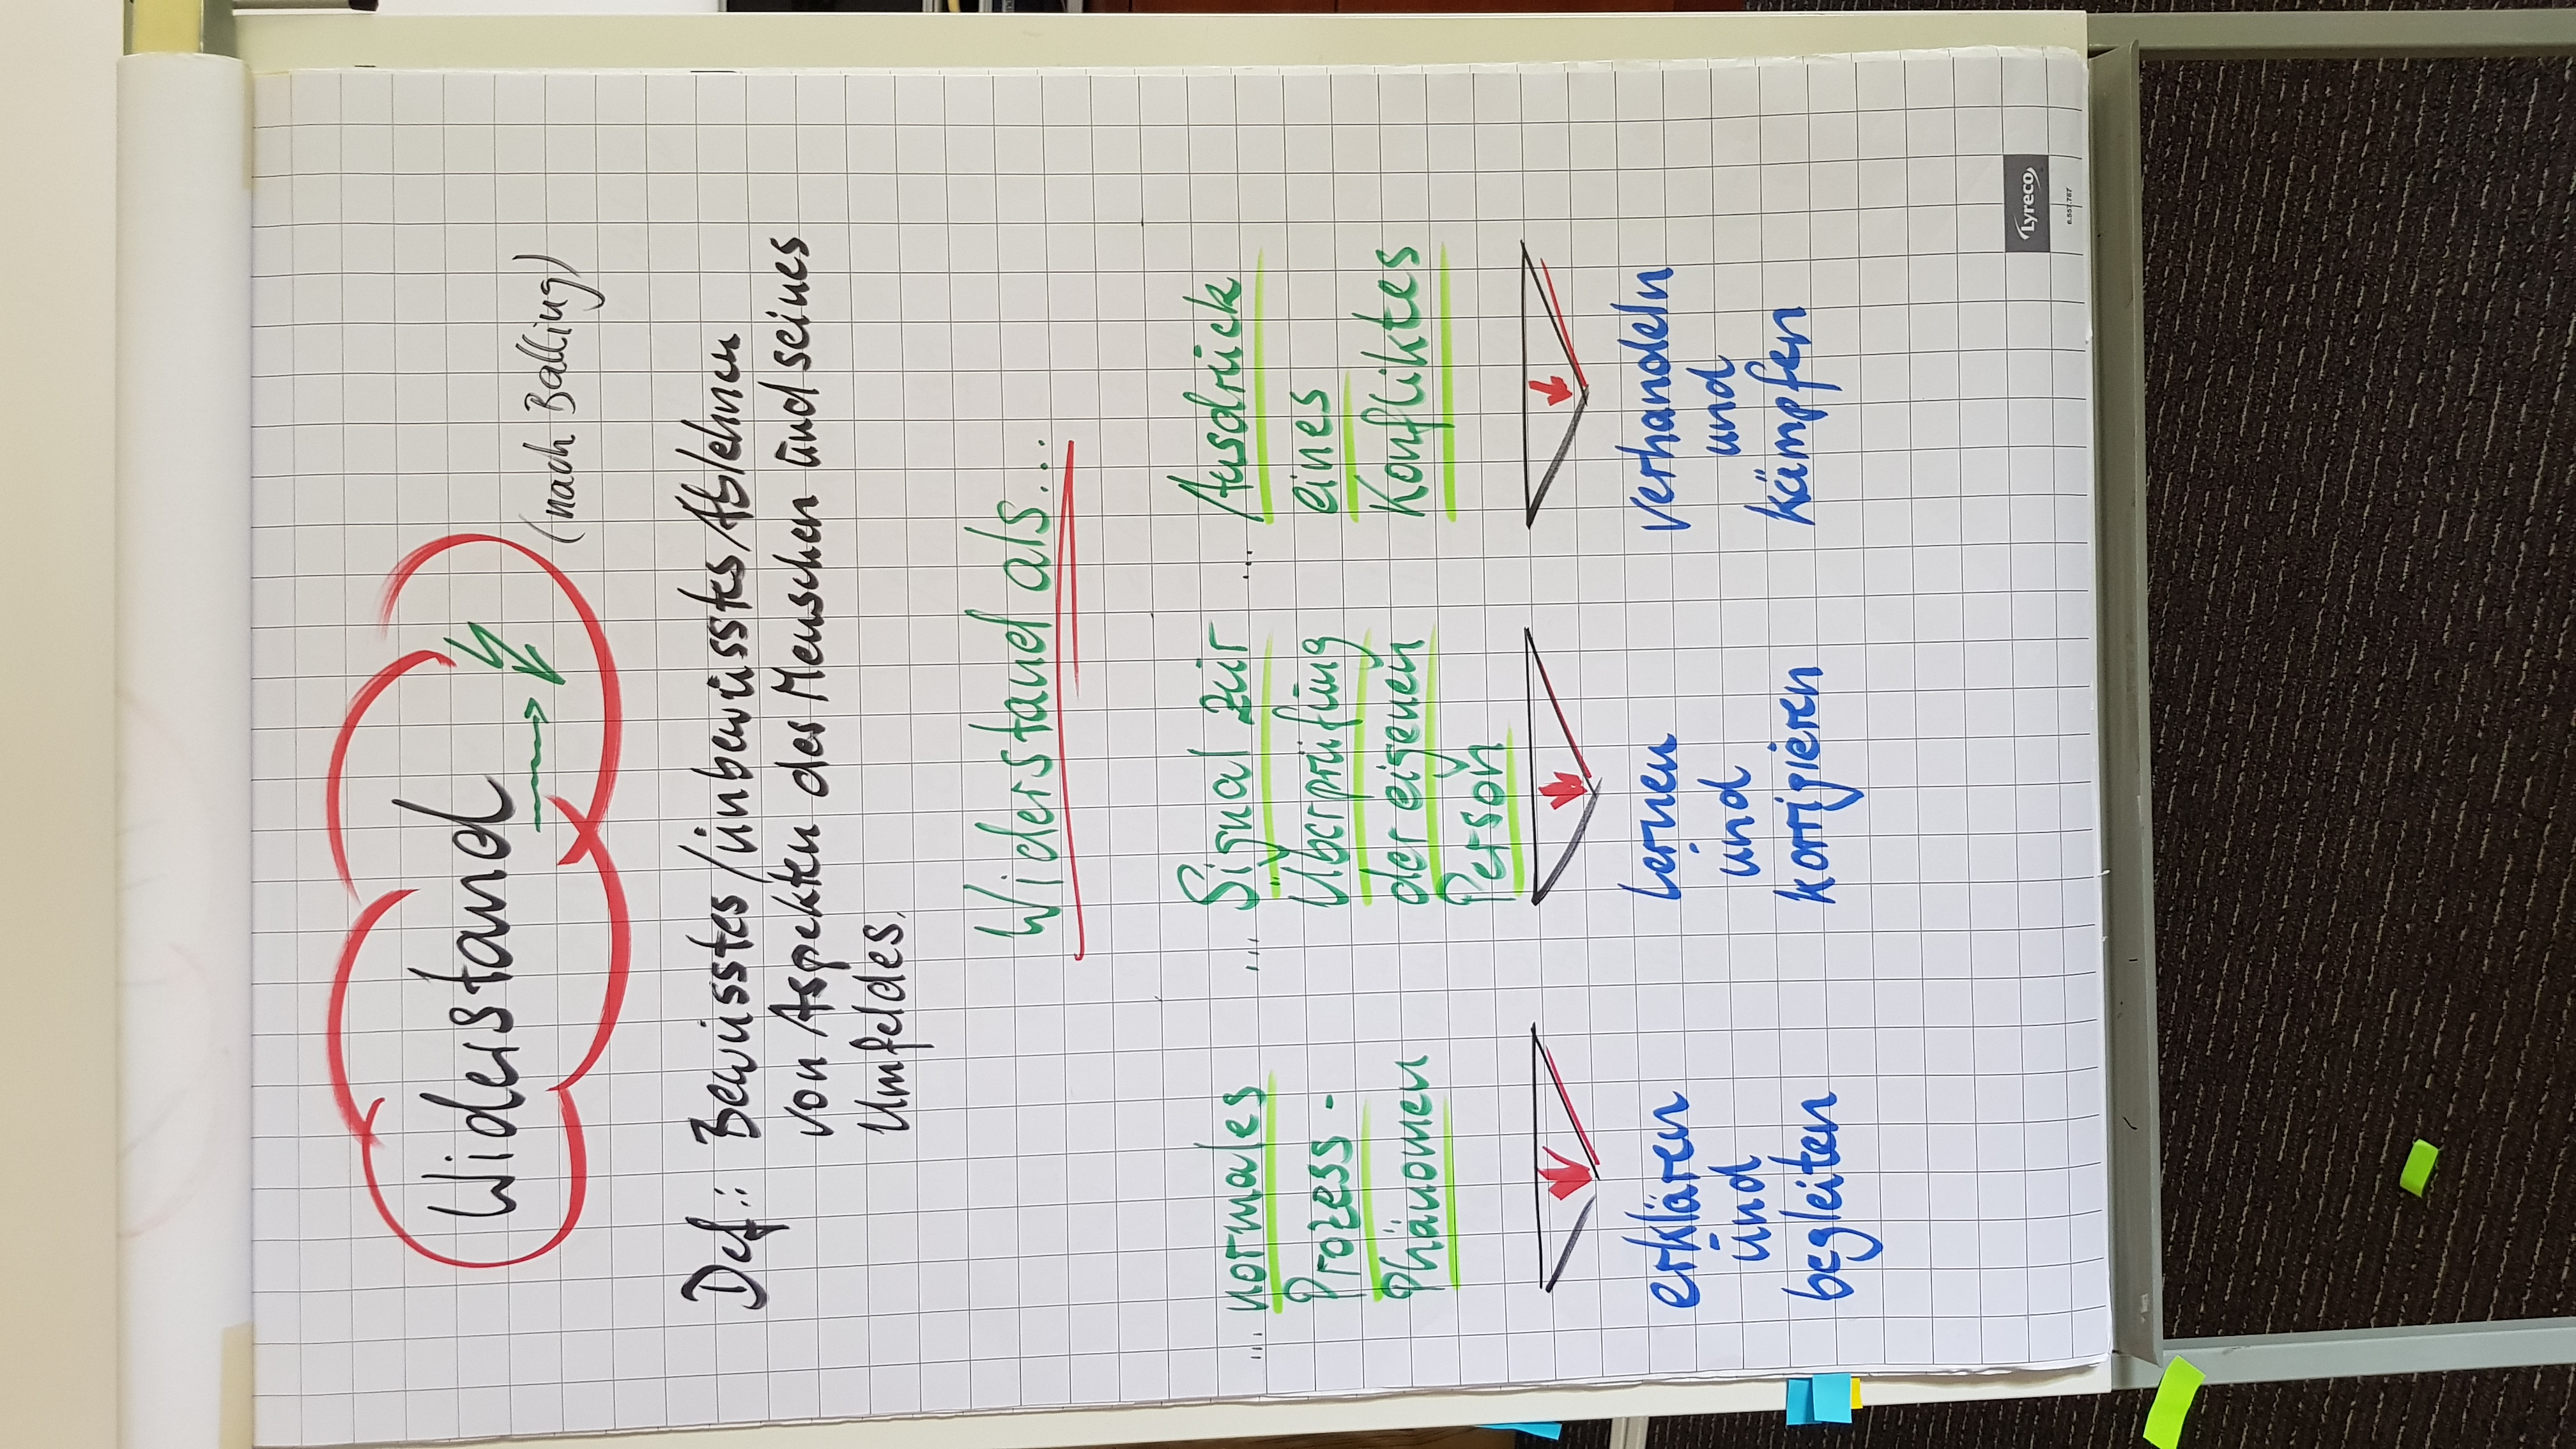 Widerstand
(nach Balling)
Def.: Bewusstes/unbewusstes Ablehnen
von Aspekten des Menschen und seines
Umfeldes.
Widerstand als...
... normales
Prozess-
Phänomen
... Signal zur
Überprüfung
der eigenen
Person
... Ausdruck
eines
Konfliktes
erklären
und
begleiten
lernen
und
korrigieren
verhandeln
und
kämpfen
Lyreco
6.557.767